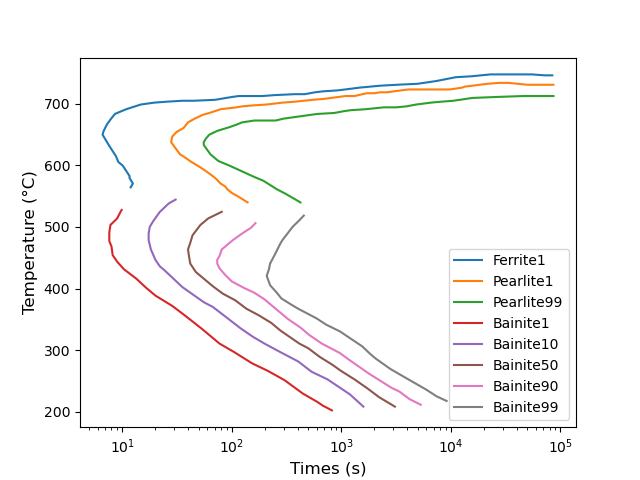 700
600
500
400
300
200
Temperature (°C)
10¹
10²
10³
10⁴
10⁵
Times (s)
Ferrite1
Pearlite1
Pearlite99
Bainite1
Bainite10
Bainite50
Bainite90
Bainite99